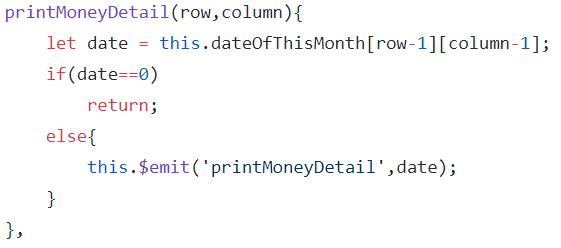 printMoneyDetail(row,column){
    let date = this.dateOfThisMonth[row-1][column-1];
    if(date==0)
        return;
    else{
        this.$emit('printMoneyDetail',date);
    }
},